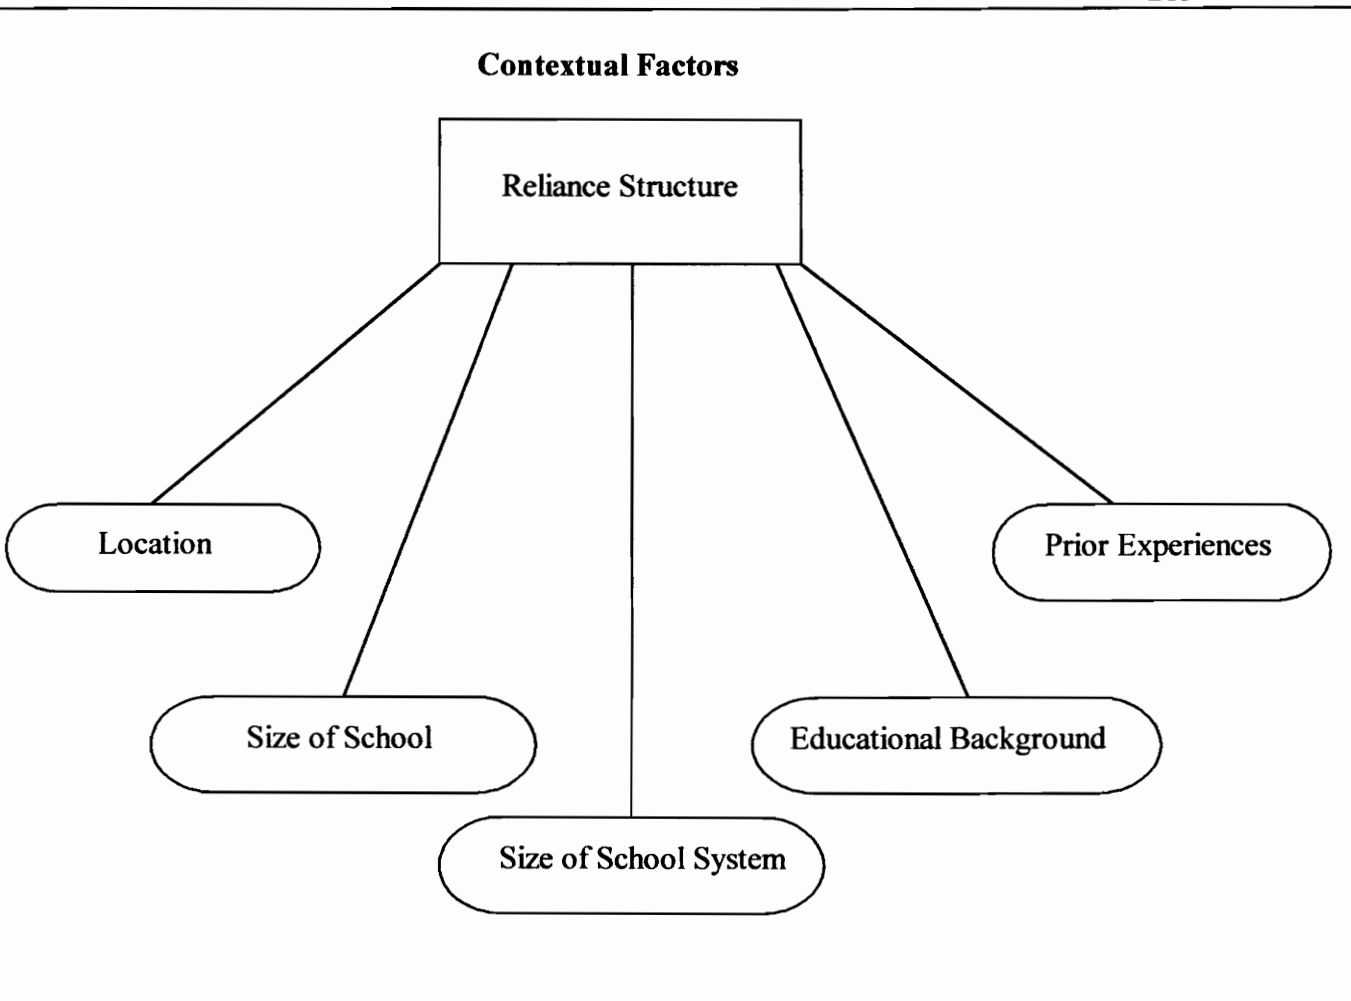 Contextual Factors
Reliance Structure
Location
Prior Experiences
Size of School
Educational Background
Size of School System